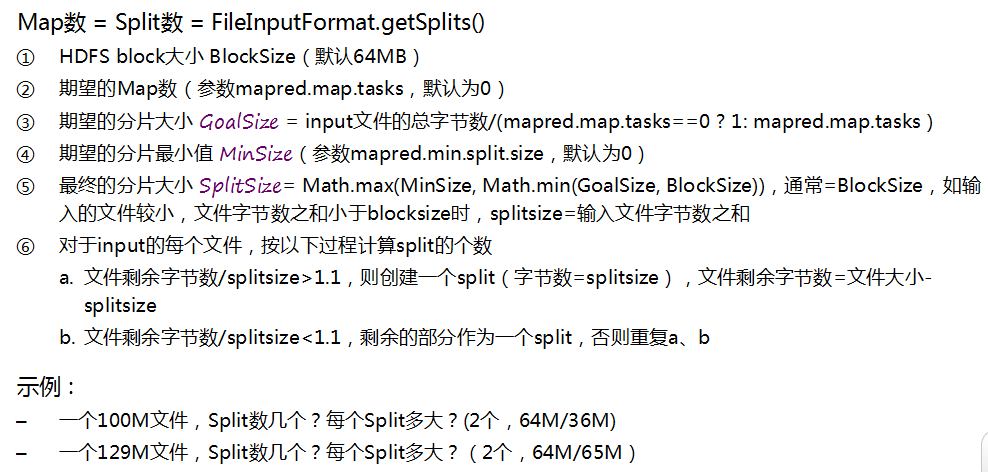 Map数 = Split数 = FileInputFormat.getSplits()
① HDFS block大小 BlockSize（默认64MB）
② 期望的Map数（参数mapred.map.tasks，默认为0）
③ 期望的分片大小 GoalSize = input文件的总字节数/(mapred.map.tasks==0 ? 1: mapred.map.tasks )
④ 期望的分片最小值 MinSize（参数mapred.min.split.size，默认为0）
⑤ 最终的分片大小 SplitSize= Math.max(MinSize, Math.min(GoalSize, BlockSize))，通常=BlockSize，如输
入的文件较小，文件字节数之和小于blocksize时，splitsize=输入文件字节数之和
⑥ 对于input的每个文件，按以下过程计算split的个数
a. 文件剩余字节数/splitsize>1.1，则创建一个split（字节数=splitsize），文件剩余字节数=文件大小-
splitsize
b. 文件剩余字节数/splitsize<1.1，剩余的部分作为一个split，否则重复a、b
示例：
– 一个100M文件，Split数几个？每个Split多大？(2个，64M/36M)
– 一个129M文件，Split数几个？每个Split多大？（2个，64M/65M）